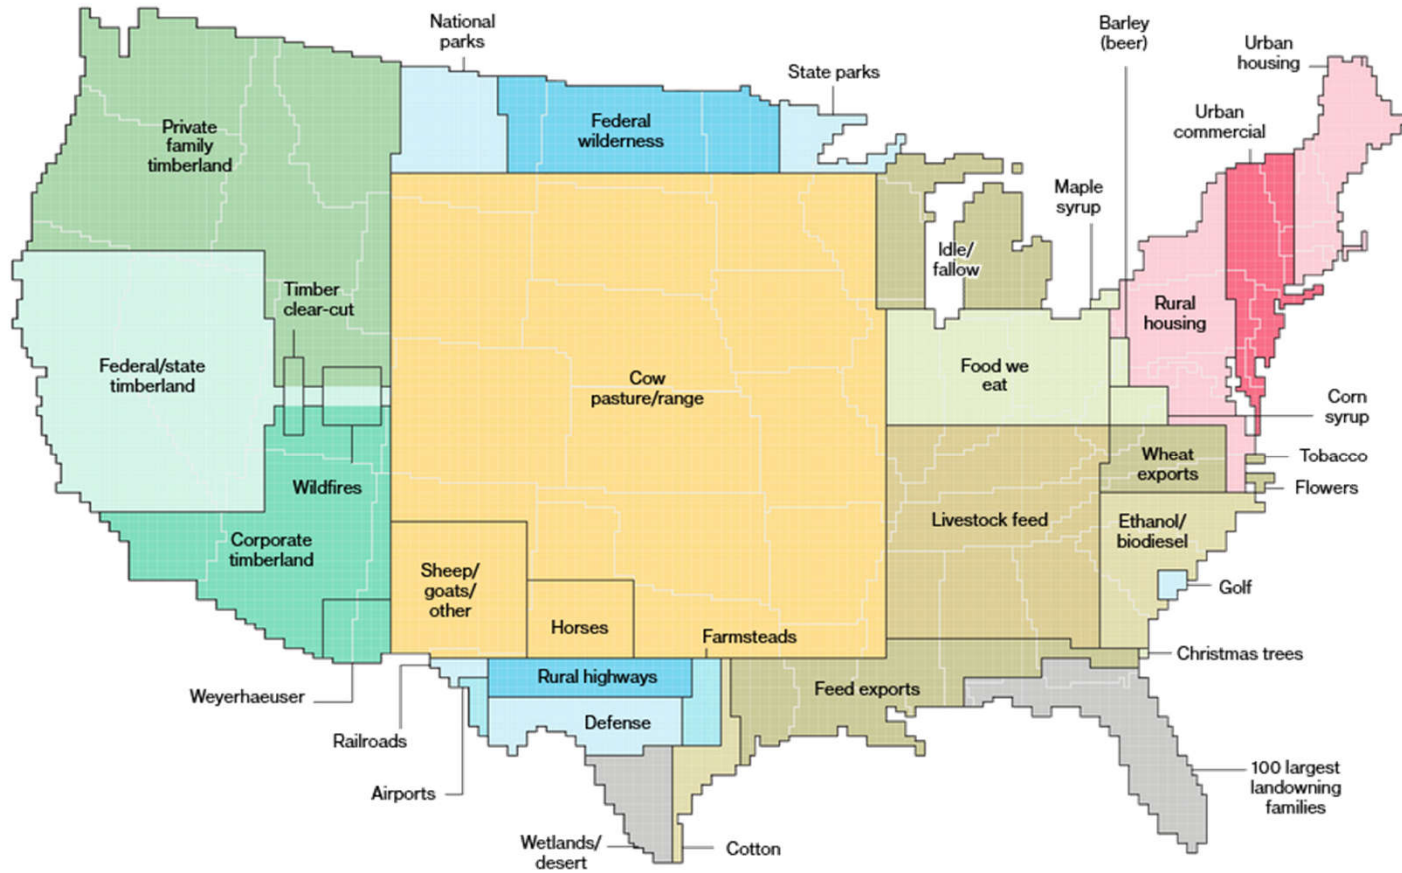 National
parks
Barley
(beer)
Urban
housing
State parks
Urban
commercial
Private
family
timberland
Federal
wilderness
Maple
syrup
Idle/
fallow
Timber
clear-cut
Rural
housing
Federal/state
timberland
Cow
pasture/range
Food we
eat
Corn
syrup
Wheat
exports
Tobacco
Wildfires
Flowers
Livestock feed
Ethanol/
biodiesel
Corporate
timberland
Sheep/
goats/
other
Golf
Horses
Farmsteads
Christmas trees
Rural highways
Feed exports
Weyerhaeuser
Defense
Railroads
100 largest
landowning
families
Airports
Wetlands/
desert
Cotton